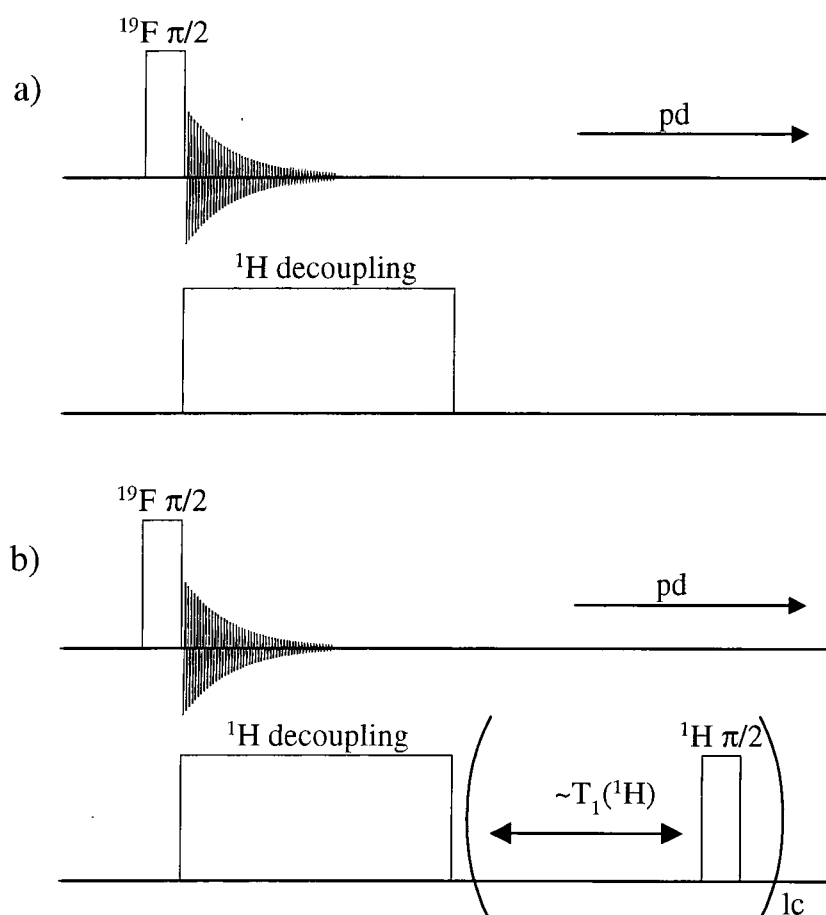 ¹⁹F π/2
a)
pd
¹H decoupling
¹⁹F π/2
b)
pd
¹H decoupling
¹H π/2
~T₁(¹H)
lc